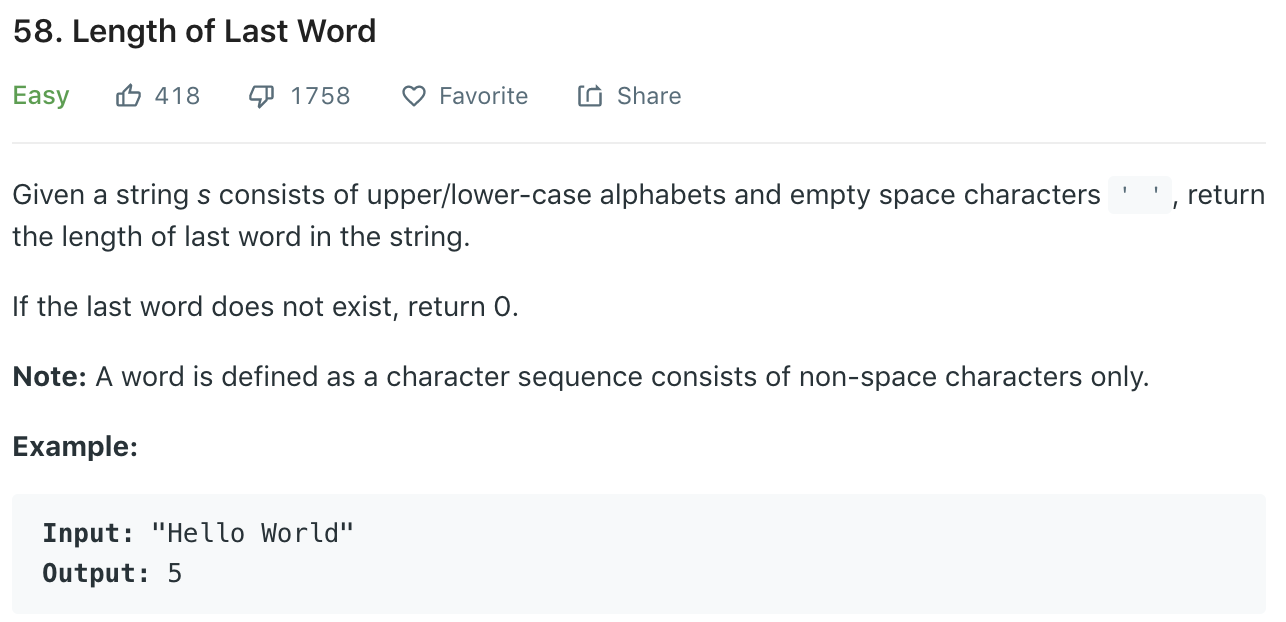 58. Length of Last Word
Easy 418 1758 Favorite Share
Given a string s consists of upper/lower-case alphabets and empty space characters ' ', return
the length of last word in the string.
If the last word does not exist, return 0.
Note: A word is defined as a character sequence consists of non-space characters only.
Example:
Input: "Hello World"
Output: 5